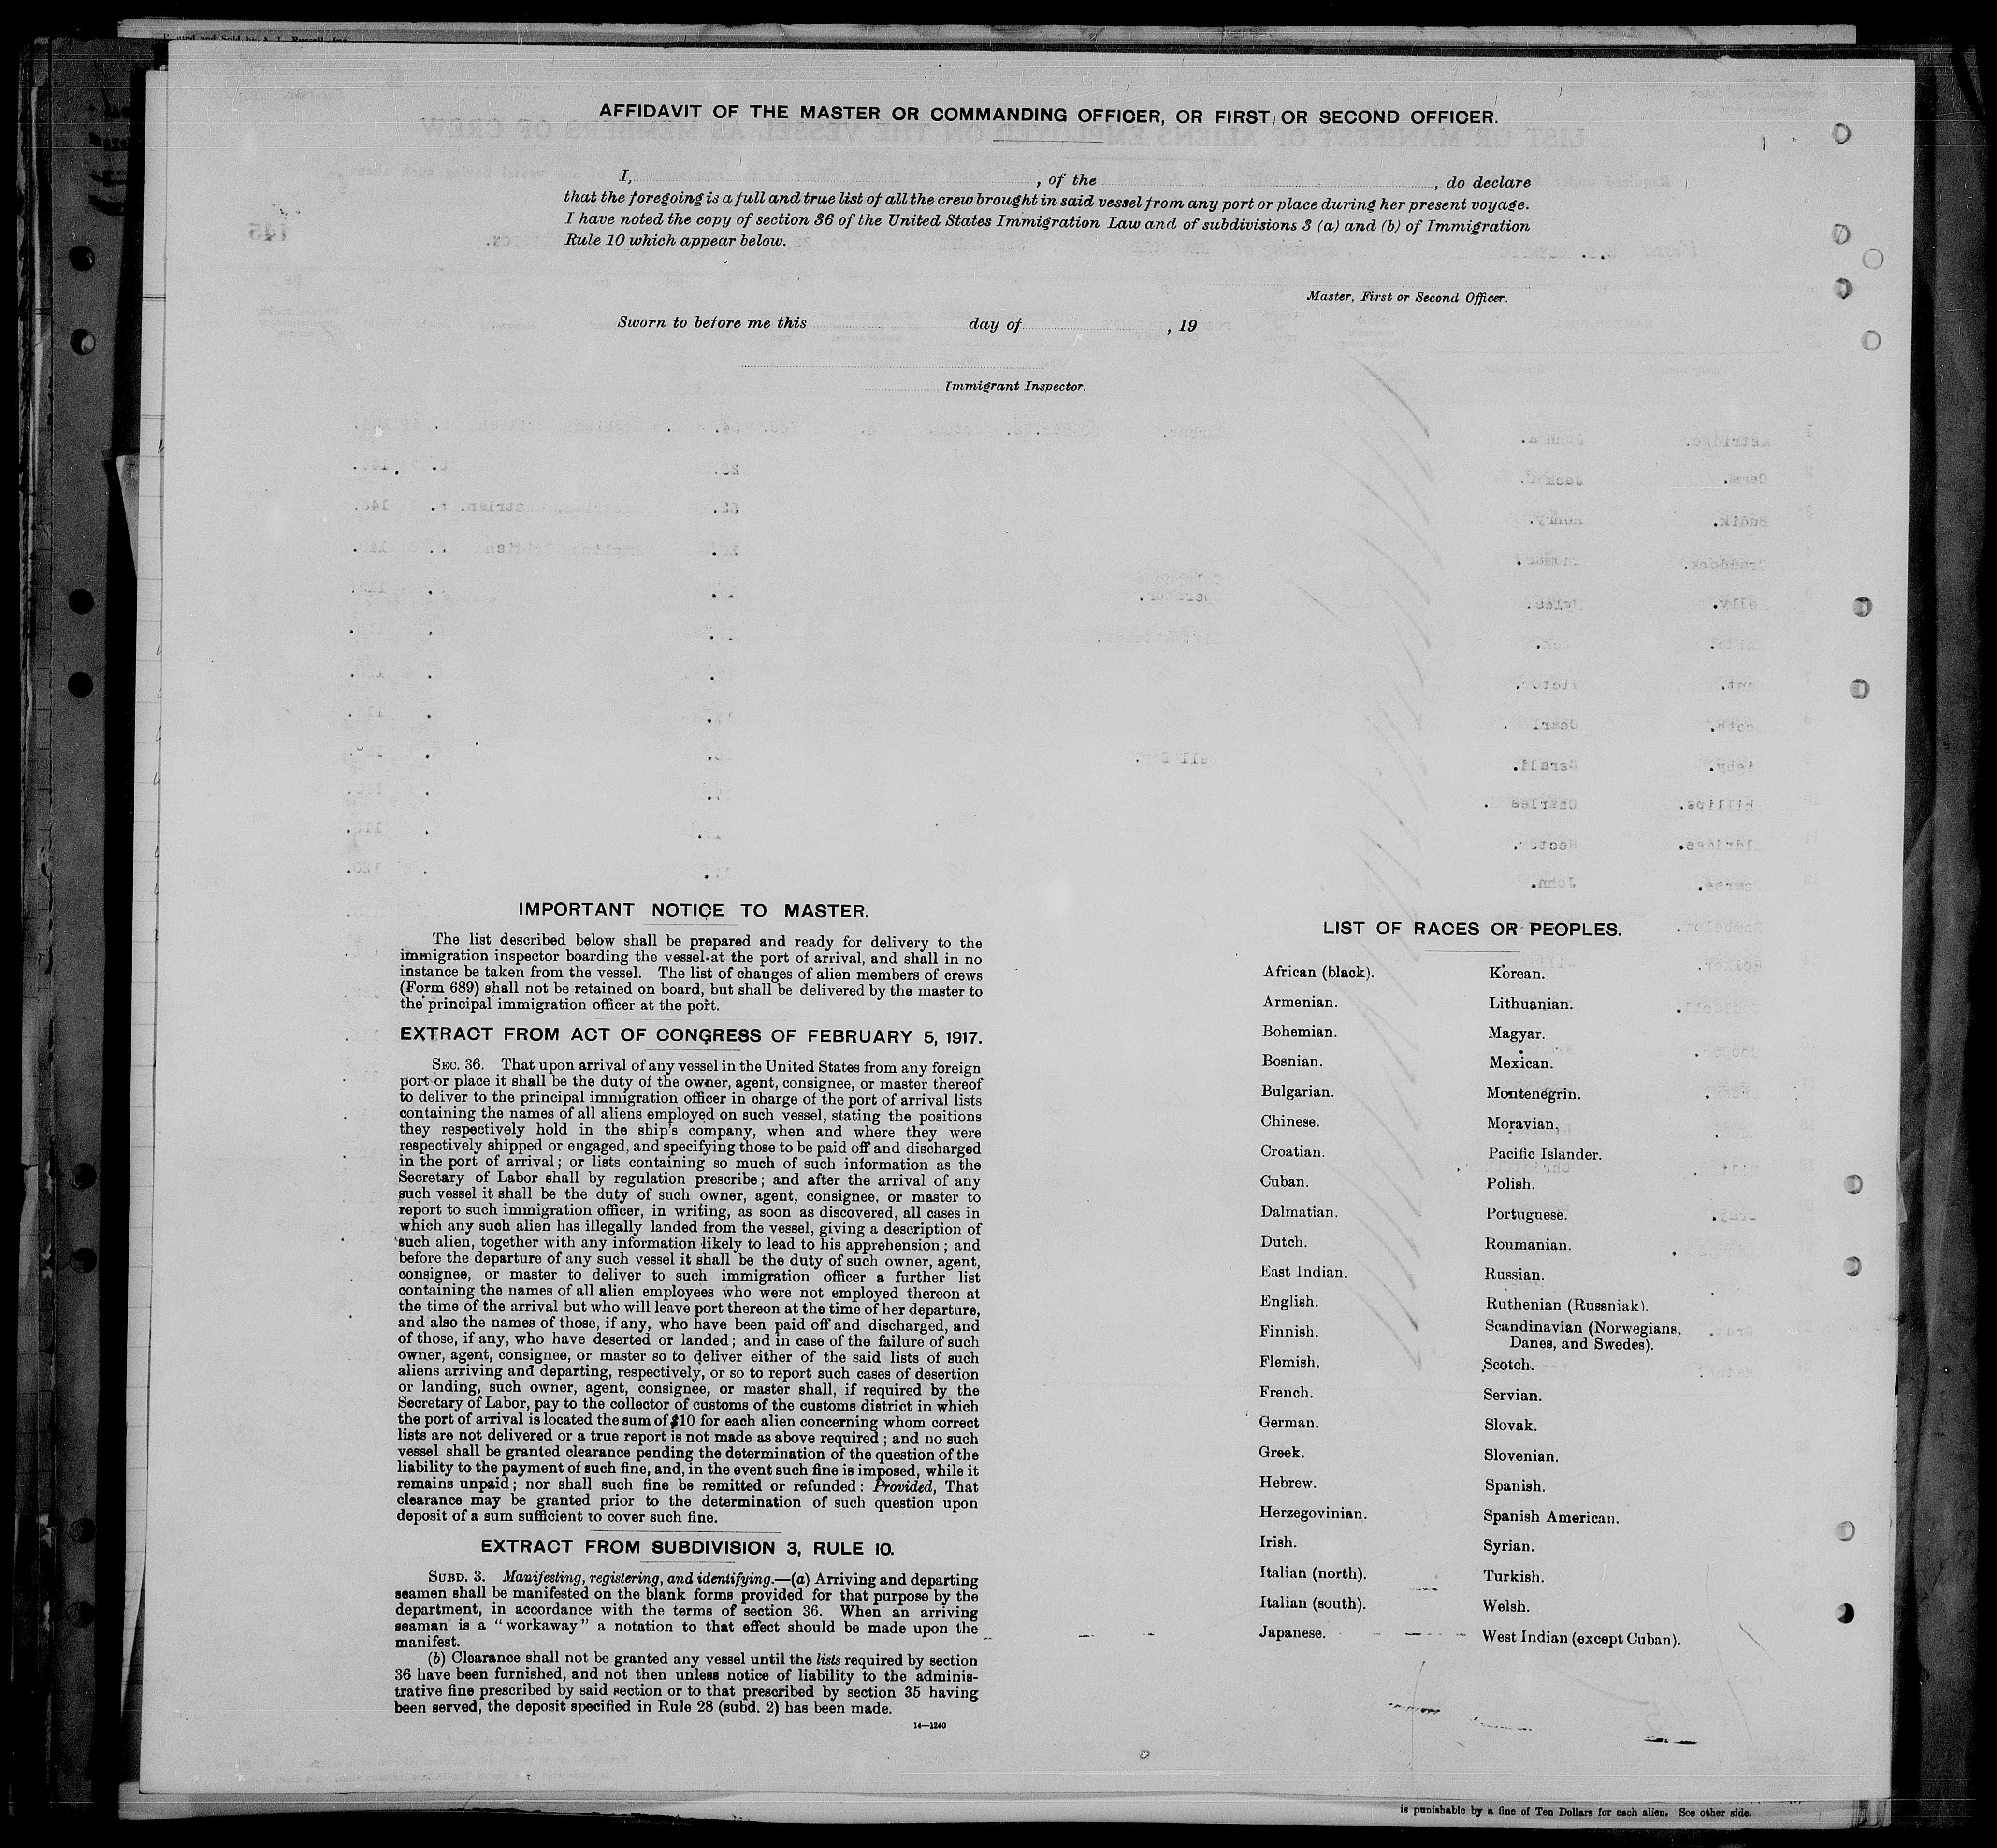 AFFIDAVIT OF THE MASTER OR COMMANDING OFFICER, OR FIRST OR SECOND OFFICER.
I, , of the , do declare
that the foregoing is a full and true list of all the crew brought in said vessel from any port or place during her present voyage.
I have noted the copy of section 36 of the United States Immigration Law and of subdivisions 3 (a) and (b) of Immigration
Rule 10 which appear below.
Master, First or Second Officer.
Sworn to before me this day of , 19
Immigrant Inspector.
IMPORTANT NOTICE TO MASTER.
The list described below shall be prepared and ready for delivery to the
immigration inspector boarding the vessel at the port of arrival, and shall in no
instance be taken from the vessel. The list of changes of alien members of crews
(Form 689) shall not be retained on board, but shall be delivered by the master to
the principal immigration officer at the port.
EXTRACT FROM ACT OF CONGRESS OF FEBRUARY 5, 1917.
SEC. 36. That upon arrival of any vessel in the United States from any foreign
port or place it shall be the duty of the owner, agent, consignee, or master thereof
to deliver to the principal immigration officer in charge of the port of arrival lists
containing the names of all aliens employed on such vessel, stating the positions
they respectively hold in the ship's company, when and where they were
respectively shipped or engaged, and specifying those to be paid off and discharged
in the port of arrival; or lists containing so much of such information as the
Secretary of Labor shall by regulation prescribe; and after the arrival of any
such vessel it shall be the duty of such owner, agent, consignee, or master to
report to such immigration officer, in writing, as soon as discovered, all cases in
which any such alien has illegally landed from the vessel, giving a description of
such alien, together with any information likely to lead to his apprehension; and
before the departure of any such vessel it shall be the duty of such owner, agent,
consignee, or master to deliver to such immigration officer a further list
containing the names of all alien employees who were not employed thereon at
the time of the arrival but who will leave port thereon at the time of her departure,
and also the names of those, if any, who have been paid off and discharged, and
of those, if any, who have deserted or landed; and in case of the failure of such
owner, agent, consignee, or master so to deliver either of the said lists of such
aliens arriving and departing, respectively, or so to report such cases of desertion
or landing, such owner, agent, consignee, or master shall, if required by the
Secretary of Labor, pay to the collector of customs of the customs district in which
the port of arrival is located the sum of $10 for each alien concerning whom correct
lists are not delivered or a true report is not made as above required; and no such
vessel shall be granted clearance pending the determination of the question of the
liability to the payment of such fine, and, in the event such fine is imposed, while it
remains unpaid; nor shall such fine be remitted or refunded: Provided, That
clearance may be granted prior to the determination of such question upon
deposit of a sum sufficient to cover such fine.
EXTRACT FROM SUBDIVISION 3, RULE 10.
SUBD. 3. Manifesting, registering, and identifying.—(a) Arriving and departing
seamen shall be manifested on the blank forms provided for that purpose by the
department, in accordance with the terms of section 36. When an arriving
seaman is a "workaway" a notation to that effect should be made upon the
manifest.
(b) Clearance shall not be granted any vessel until the lists required by section
36 have been furnished, and not then unless notice of liability to the adminis-
trative fine prescribed by said section or to that prescribed by section 35 having
been served, the deposit specified in Rule 28 (subd. 2) has been made.
14—1240
LIST OF RACES OR PEOPLES.
African (black).
Armenian.
Bohemian.
Bosnian.
Bulgarian.
Chinese.
Croatian.
Cuban.
Dalmatian.
Dutch.
East Indian.
English.
Finnish.
Flemish.
French.
German.
Greek.
Hebrew.
Herzegovinian.
Irish.
Italian (north).
Italian (south).
Japanese.
Korean.
Lithuanian.
Magyar.
Mexican.
Montenegrin.
Moravian.
Pacific Islander.
Polish.
Portuguese.
Roumanian.
Russian.
Ruthenian (Russniak).
Scandinavian (Norwegians,
Danes, and Swedes).
Scotch.
Servian.
Slovak.
Slovenian.
Spanish.
Spanish American.
Syrian.
Turkish.
Welsh.
West Indian (except Cuban).
is punishable by a fine of Ten Dollars for each alien. See other side.